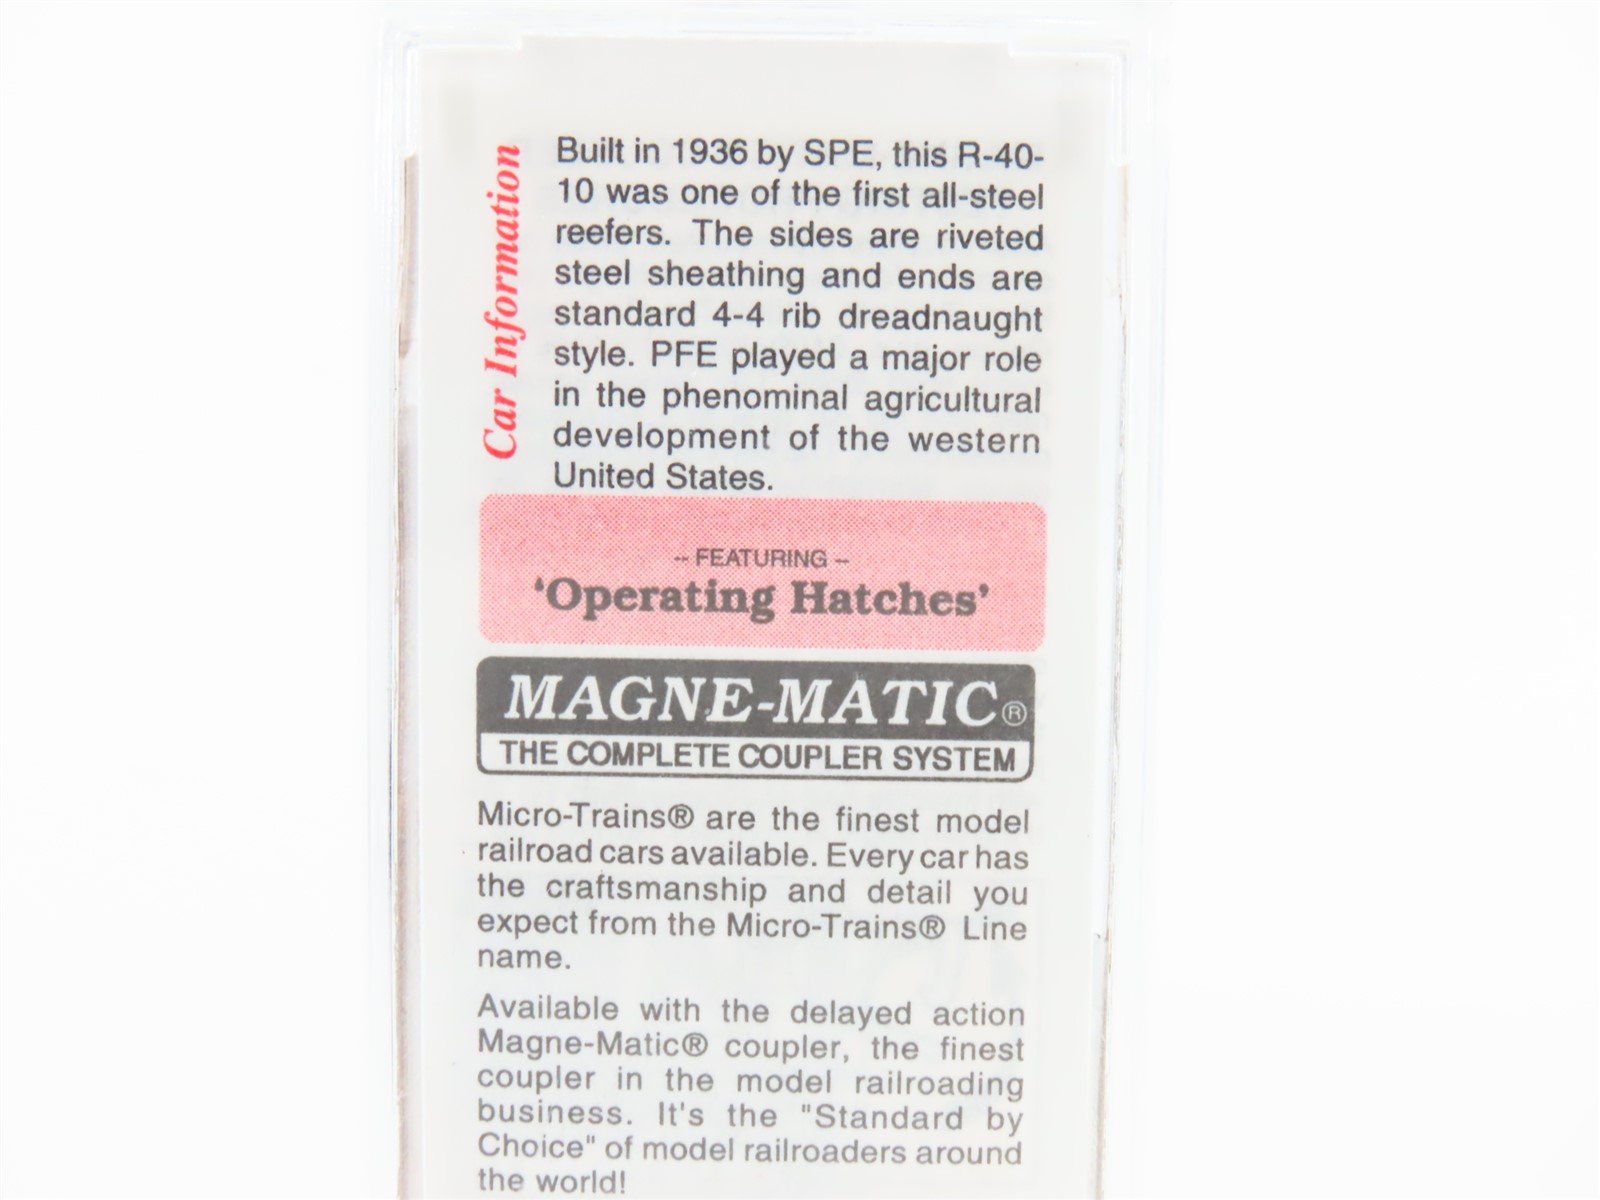 Car Information
Built in 1936 by SPE, this R-40-
10 was one of the first all-steel
reefers. The sides are riveted
steel sheathing and ends are
standard 4-4 rib dreadnaught
style. PFE played a major role
in the phenominal agricultural
development of the western
United States.
-- FEATURING --
'Operating Hatches'
MAGNE-MATIC®
THE COMPLETE COUPLER SYSTEM
Micro-Trains® are the finest model
railroad cars available. Every car has
the craftsmanship and detail you
expect from the Micro-Trains® Line
name.
Available with the delayed action
Magne-Matic® coupler, the finest
coupler in the model railroading
business. It's the "Standard by
Choice" of model railroaders around
the world!